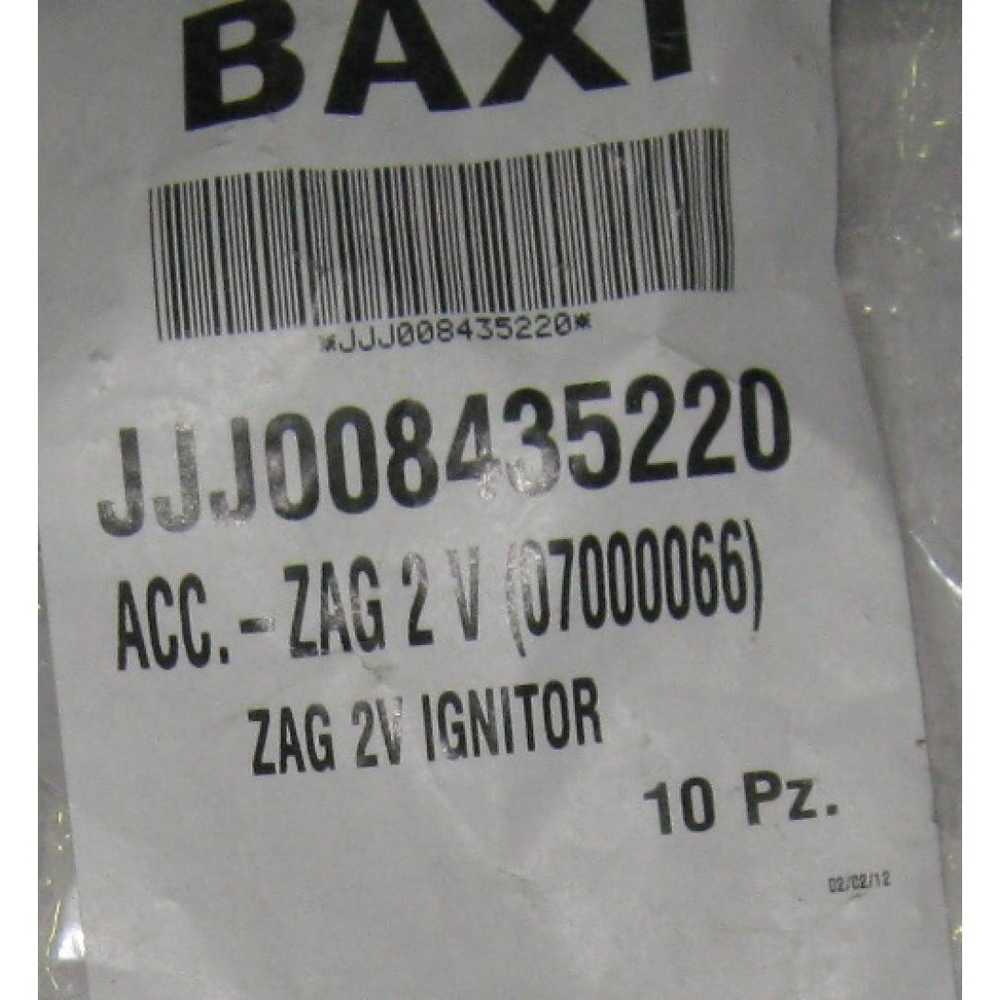 BAXI
*JJJ008435220*
JJJ008435220
ACC. - ZAG 2 V (07000066)
ZAG 2V IGNITOR
10 Pz.
02/02/12